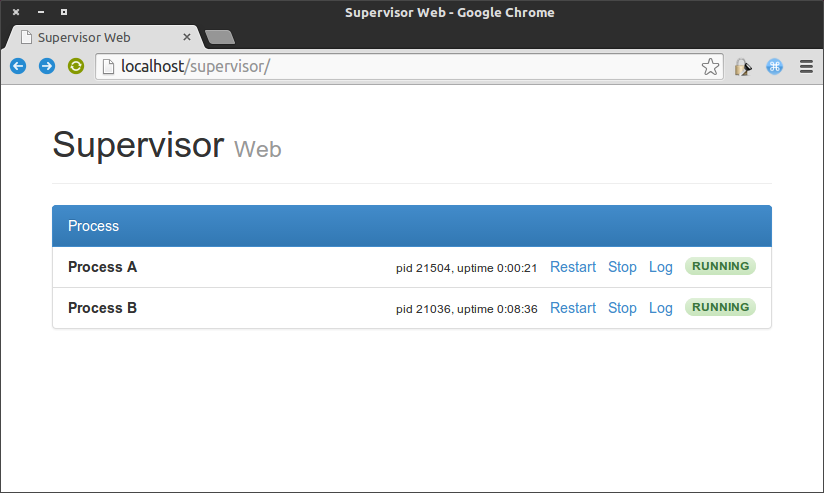 Supervisor Web - Google Chrome
Supervisor Web
localhost/supervisor/
Supervisor Web
Process
Process A pid 21504, uptime 0:00:21 Restart Stop Log RUNNING
Process B pid 21036, uptime 0:08:36 Restart Stop Log RUNNING